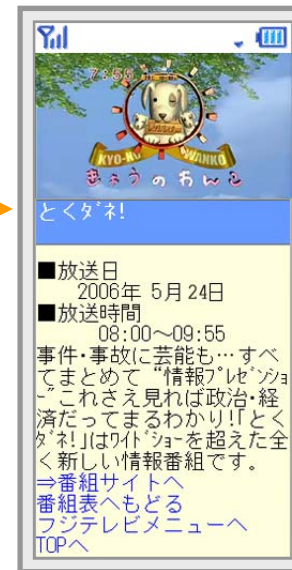 7:56
KYO-NO WANKO
きょうのわんこ
とくダネ!
■放送日
2006年 5月24日
■放送時間
08:00～09:55
事件･事故に芸能も…すべ
てまとめて “情報ﾌﾟﾚｾﾞﾝｼｮ
ｰ”これさえ見れば政治･経
済だってまるわかり!｢とく
ﾀﾞﾈ!｣はﾜｲﾄﾞｼｮｰを超えた全
く新しい情報番組です。
⇒番組サイトへ
番組表へもどる
フジテレビメニューへ
TOPへ